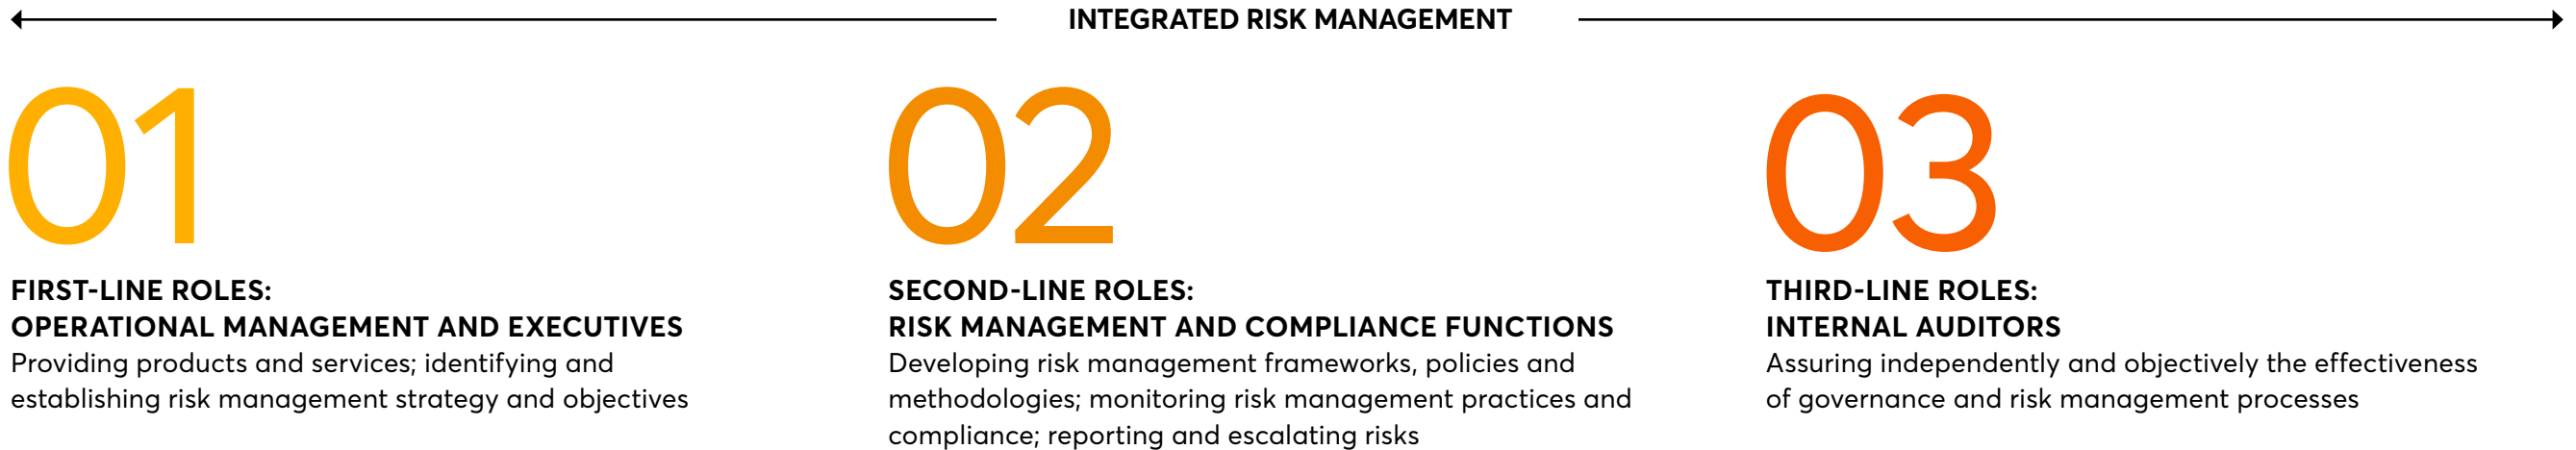 INTEGRATED RISK MANAGEMENT
01
FIRST-LINE ROLES:
OPERATIONAL MANAGEMENT AND EXECUTIVES
Providing products and services; identifying and
establishing risk management strategy and objectives
02
SECOND-LINE ROLES:
RISK MANAGEMENT AND COMPLIANCE FUNCTIONS
Developing risk management frameworks, policies and
methodologies; monitoring risk management practices and
compliance; reporting and escalating risks
03
THIRD-LINE ROLES:
INTERNAL AUDITORS
Assuring independently and objectively the effectiveness
of governance and risk management processes